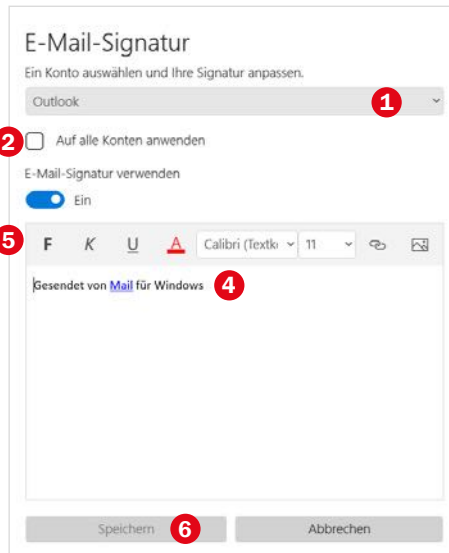 E-Mail-Signatur
Ein Konto auswählen und Ihre Signatur anpassen.
Outlook 1
2 Auf alle Konten anwenden
E-Mail-Signatur verwenden
Ein
5 F K U A Calibri (Textk 11
Gesendet von Mail für Windows 4
Speichern 6 Abbrechen